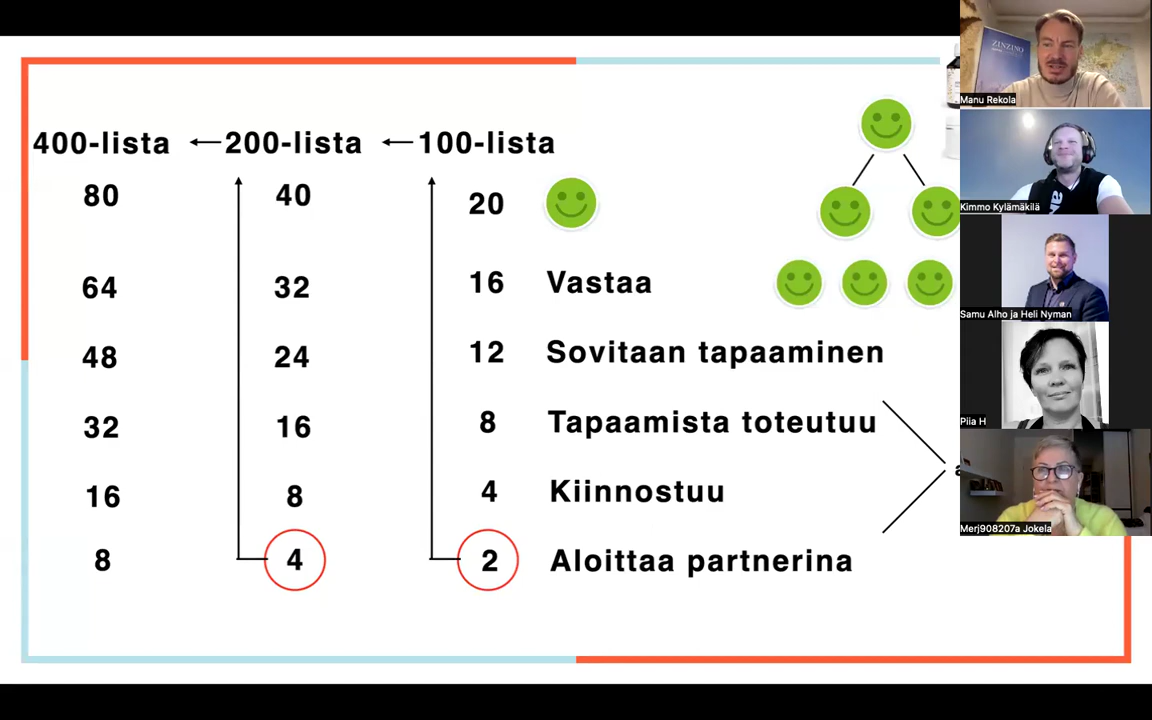 400-lista ← 200-lista ← 100-lista
80 40 20
64 32 16 Vastaa
48 24 12 Sovitaan tapaaminen
32 16 8 Tapaamista toteutuu
16 8 4 Kiinnostuu
8 4 2 Aloittaa partnerina
ZINZINO
Manu Rekola
Kimmo Kylämäkilä
Samu Alho ja Heli Nyman
Piia H
Merj908207a Jokela